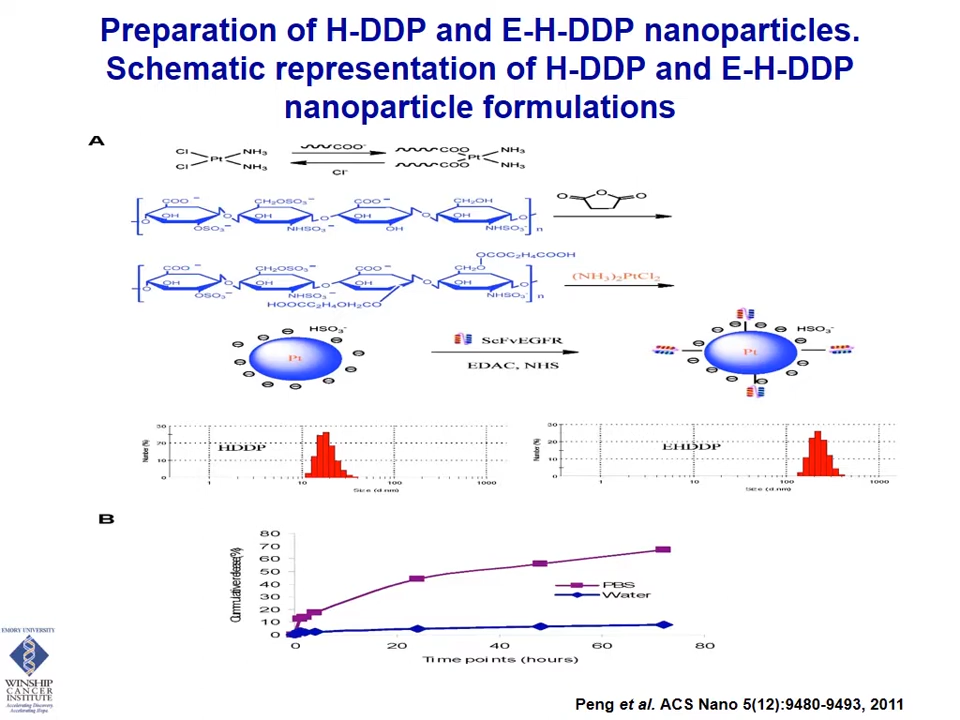 Preparation of H-DDP and E-H-DDP nanoparticles.
Schematic representation of H-DDP and E-H-DDP
nanoparticle formulations
A
Cl NH₃ COO⁻ COO NH₃
Pt Pt
Cl NH₃ Cl⁻ COO NH₃
COO⁻ CH₂OSO₃⁻ COO⁻ CH₂OH O O O
O OH O OH O OH O OH O n
OSO₃⁻ NHSO₃⁻ OH NHSO₃⁻
OCOC₂H₄COOH
COO⁻ CH₂OSO₃⁻ COO⁻ CH₂O (NH₃)₂PtCl₂
O OH O OH O OH O OH O n
OSO₃⁻ NHSO₃⁻ NHSO₃⁻
HOOCC₂H₄OH₂CO
HSO₃⁻ ScFvEGFR HSO₃⁻
Pt EDAC, NHS Pt
30 20 10 0
Number (%)
HDDP
1 10 100 1000
Size (d.nm)
30 20 10 0
Number (%)
EHDDP
1 10 100 1000
Size (d.nm)
B
80
70
60
50
40
30
20
10
0
Cummulative release(%)
PBS
Water
0 20 40 60 80
Time points (hours)
EMORY UNIVERSITY
WINSHIP
CANCER
INSTITUTE
Accelerating Discovery
Accelerating Hope
Peng et al. ACS Nano 5(12):9480-9493, 2011